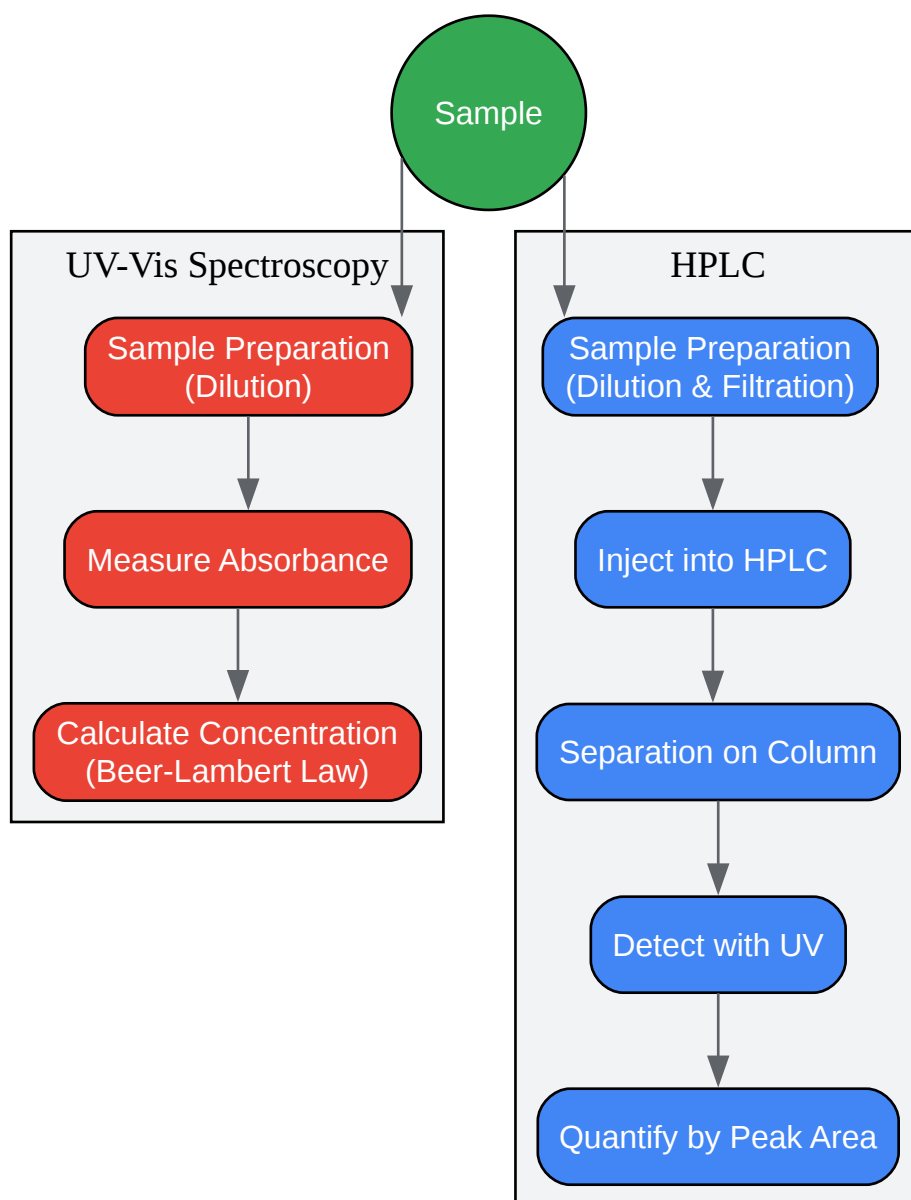 Sample
UV-Vis Spectroscopy
Sample Preparation
(Dilution)
Measure Absorbance
Calculate Concentration
(Beer-Lambert Law)
HPLC
Sample Preparation
(Dilution & Filtration)
Inject into HPLC
Separation on Column
Detect with UV
Quantify by Peak Area